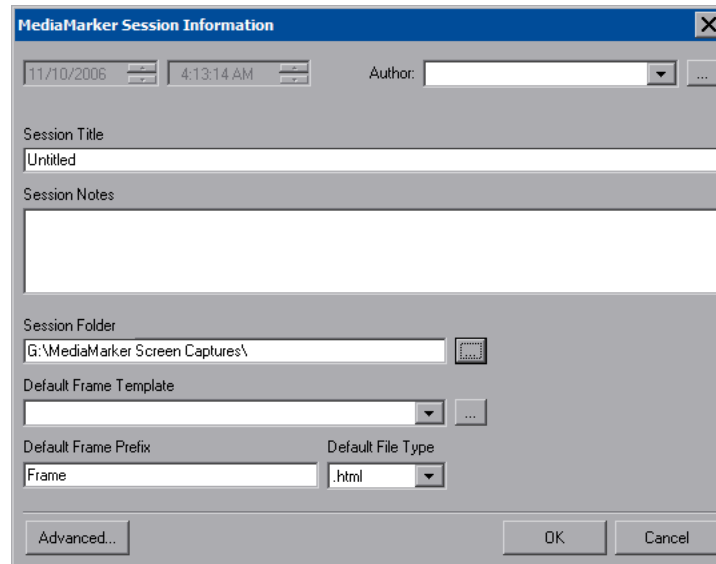 MediaMarker Session Information
11/10/2006 4:13:14 AM Author: ...
Session Title
Untitled
Session Notes
Session Folder
G:\MediaMarker Screen Captures\ ...
Default Frame Template
...
Default Frame Prefix Default File Type
Frame .html
Advanced... OK Cancel